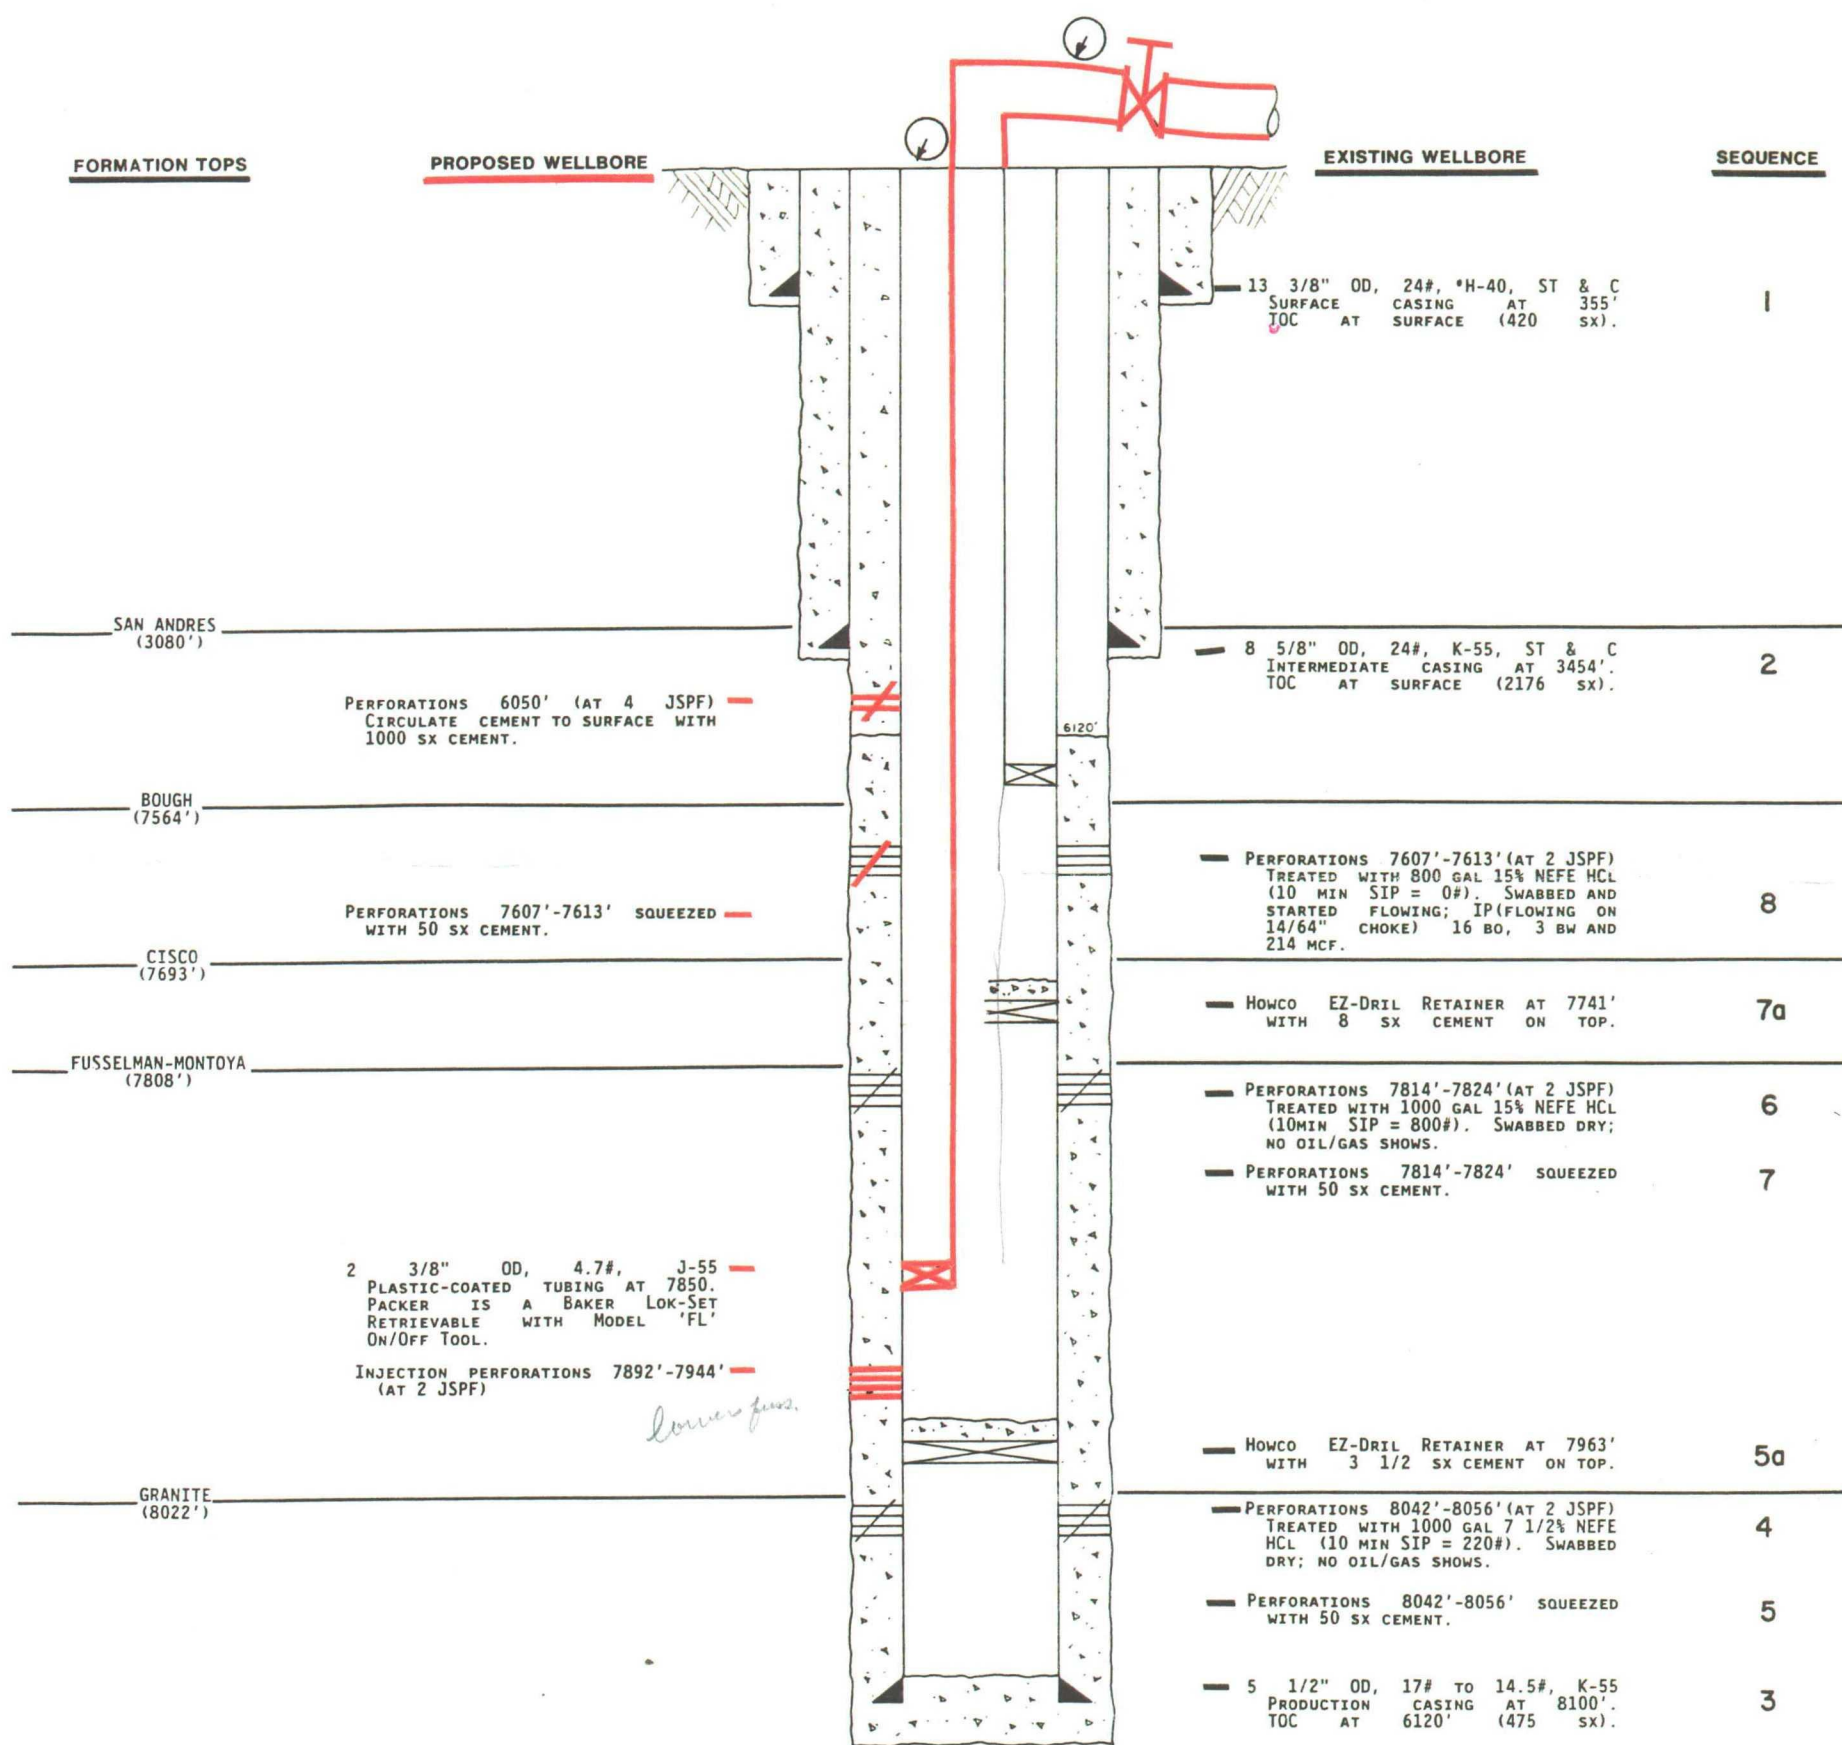 FORMATION TOPS
PROPOSED WELLBORE
EXISTING WELLBORE
SEQUENCE
13 3/8" OD, 24#, H-40, ST & C
SURFACE CASING AT 355'
TOC AT SURFACE (420 SX).
1
SAN ANDRES
(3080')
8 5/8" OD, 24#, K-55, ST & C
INTERMEDIATE CASING AT 3454'.
TOC AT SURFACE (2176 SX).
2
PERFORATIONS 6050' (AT 4 JSPF)
CIRCULATE CEMENT TO SURFACE WITH
1000 SX CEMENT.
6120'
BOUGH
(7564')
PERFORATIONS 7607'-7613'(AT 2 JSPF)
TREATED WITH 800 GAL 15% NEFE HCL
(10 MIN SIP = 0#). SWABBED AND
STARTED FLOWING; IP(FLOWING ON
14/64" CHOKE) 16 BO, 3 BW AND
214 MCF.
8
PERFORATIONS 7607'-7613' SQUEEZED
WITH 50 SX CEMENT.
CISCO
(7693')
HOWCO EZ-DRIL RETAINER AT 7741'
WITH 8 SX CEMENT ON TOP.
7a
FUSSELMAN-MONTOYA
(7808')
PERFORATIONS 7814'-7824'(AT 2 JSPF)
TREATED WITH 1000 GAL 15% NEFE HCL
(10MIN SIP = 800#). SWABBED DRY;
NO OIL/GAS SHOWS.
6
PERFORATIONS 7814'-7824' SQUEEZED
WITH 50 SX CEMENT.
7
2 3/8" OD, 4.7#, J-55
PLASTIC-COATED TUBING AT 7850.
PACKER IS A BAKER LOK-SET
RETRIEVABLE WITH MODEL 'FL'
ON/OFF TOOL.
INJECTION PERFORATIONS 7892'-7944'
(AT 2 JSPF)
lower fuss.
HOWCO EZ-DRIL RETAINER AT 7963'
WITH 3 1/2 SX CEMENT ON TOP.
5a
GRANITE
(8022')
PERFORATIONS 8042'-8056'(AT 2 JSPF)
TREATED WITH 1000 GAL 7 1/2% NEFE
HCL (10 MIN SIP = 220#). SWABBED
DRY; NO OIL/GAS SHOWS.
4
PERFORATIONS 8042'-8056' SQUEEZED
WITH 50 SX CEMENT.
5
5 1/2" OD, 17# TO 14.5#, K-55
PRODUCTION CASING AT 8100'.
TOC AT 6120' (475 SX).
3